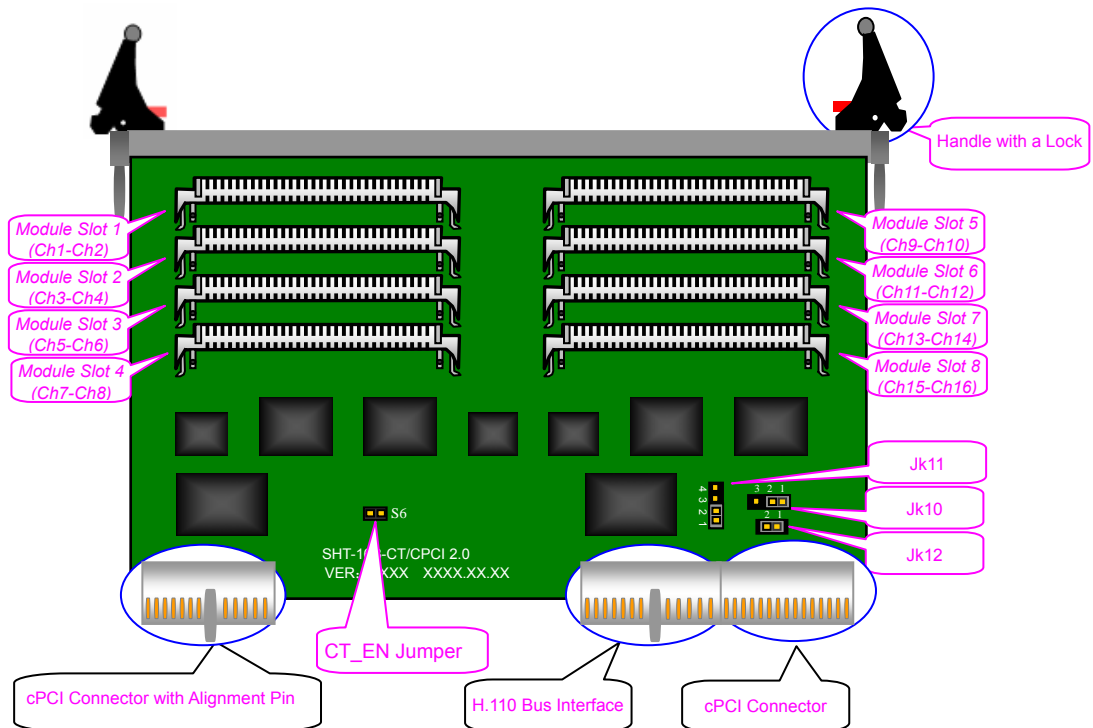 Handle with a Lock
Module Slot 1
(Ch1-Ch2)
Module Slot 2
(Ch3-Ch4)
Module Slot 3
(Ch5-Ch6)
Module Slot 4
(Ch7-Ch8)
Module Slot 5
(Ch9-Ch10)
Module Slot 6
(Ch11-Ch12)
Module Slot 7
(Ch13-Ch14)
Module Slot 8
(Ch15-Ch16)
Jk11
4 3 2 1
3 2 1
Jk10
2 1
Jk12
S6
SHT-CT/CPCI 2.0
VER: XXXX.XX.XX
CT_EN Jumper
cPCI Connector with Alignment Pin
H.110 Bus Interface
cPCI Connector